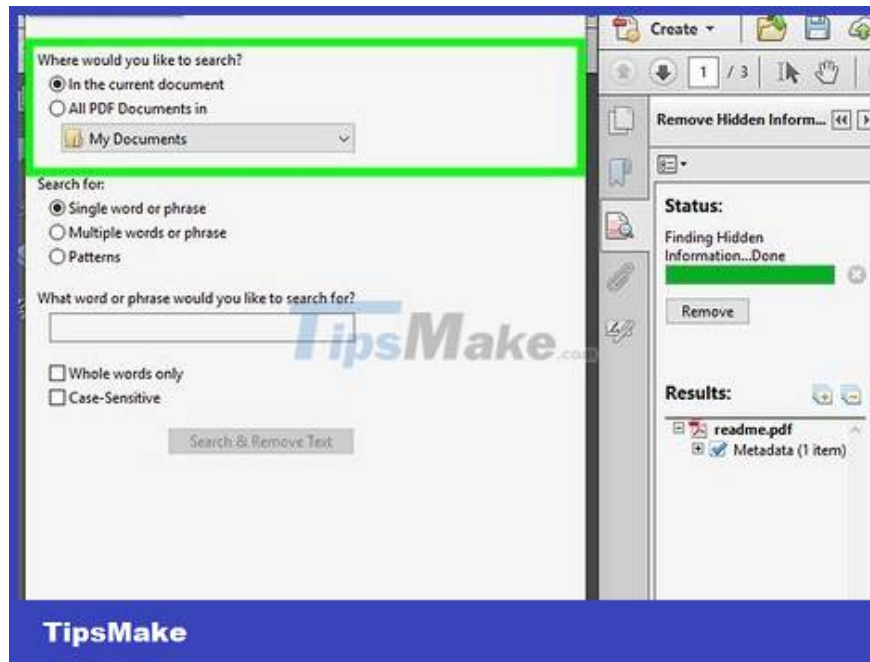 Where would you like to search?
In the current document
All PDF Documents in
My Documents
Search for:
Single word or phrase
Multiple words or phrase
Patterns
What word or phrase would you like to search for?
Whole words only
Case-Sensitive
Search & Remove Text
TipsMake.com
Create
1 / 3
Remove Hidden Inform...
Status:
Finding Hidden
Information...Done
Remove
Results:
readme.pdf
Metadata (1 item)
TipsMake